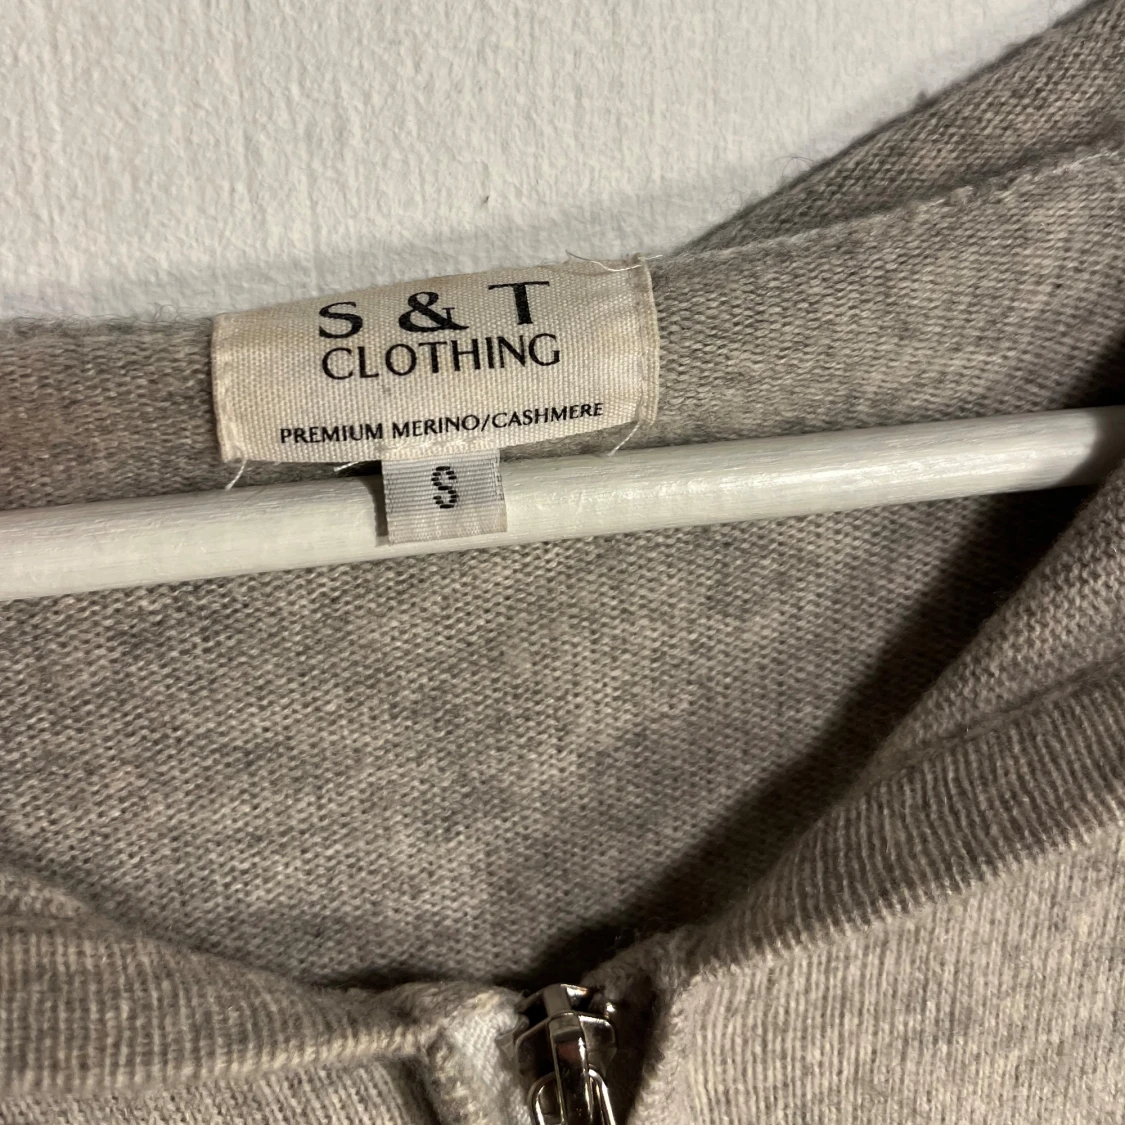 S & T
CLOTHING
PREMIUM MERINO/CASHMERE
S